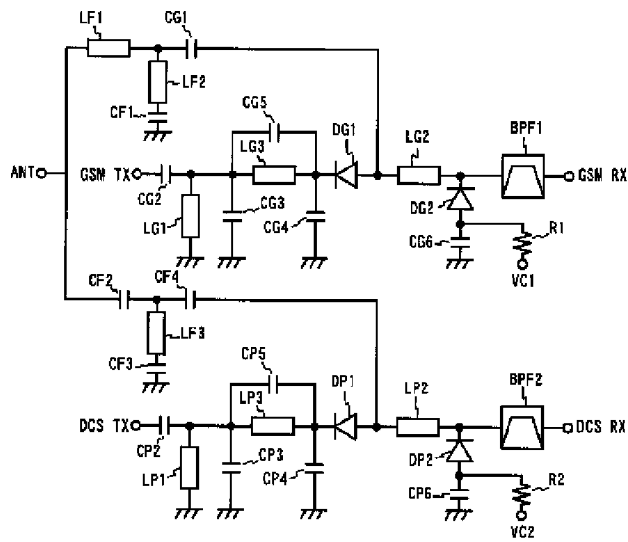 LF1
CG1
LF2
CF1
CG5
DG1
LG2
BPF1
LG3
ANT
GSM TX
GSM RX
CG2
DG2
LG1
CG3
CG4
CG6
R1
VC1
CF2
CF4
LF3
CF3
CP5
DP1
LP2
BPF2
LP3
DCS TX
DCS RX
CP2
DP2
LP1
CP3
CP4
CP6
R2
VC2